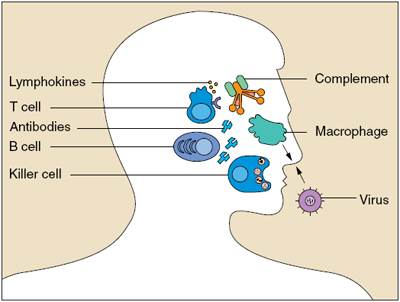 Lymphokines
T cell
Antibodies
B cell
Killer cell
Complement
Macrophage
Virus